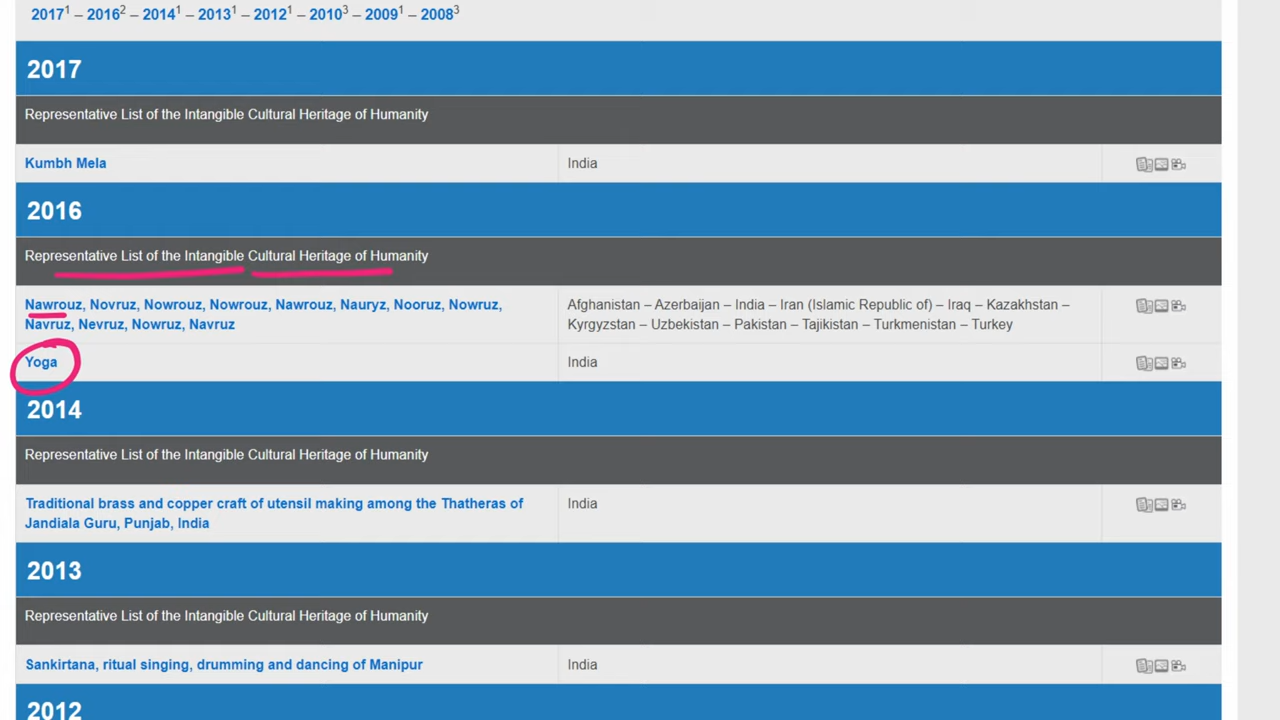 2017¹ – 2016² – 2014¹ – 2013¹ – 2012¹ – 2010³ – 2009¹ – 2008³
2017
Representative List of the Intangible Cultural Heritage of Humanity
Kumbh Mela India
2016
Representative List of the Intangible Cultural Heritage of Humanity
Nawrouz, Novruz, Nowrouz, Nowrouz, Nawrouz, Nauryz, Nooruz, Nowruz, Afghanistan – Azerbaijan – India – Iran (Islamic Republic of) – Iraq – Kazakhstan –
Navruz, Nevruz, Nowruz, Navruz Kyrgyzstan – Uzbekistan – Pakistan – Tajikistan – Turkmenistan – Turkey
Yoga India
2014
Representative List of the Intangible Cultural Heritage of Humanity
Traditional brass and copper craft of utensil making among the Thatheras of India
Jandiala Guru, Punjab, India
2013
Representative List of the Intangible Cultural Heritage of Humanity
Sankirtana, ritual singing, drumming and dancing of Manipur India
2012